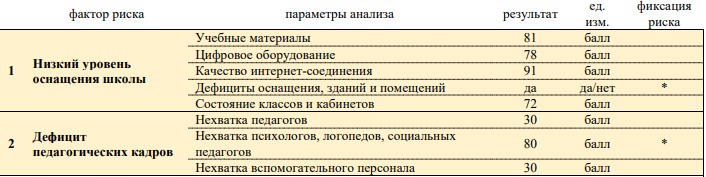 фактор риска параметры анализа результат ед. изм. фиксация риска
1 Низкий уровень оснащения школы
Учебные материалы 81 балл
Цифровое оборудование 78 балл
Качество интернет-соединения 91 балл
Дефициты оснащения, зданий и помещений да да/нет *
Состояние классов и кабинетов 72 балл
2 Дефицит педагогических кадров
Нехватка педагогов 30 балл
Нехватка психологов, логопедов, социальных педагогов 80 балл *
Нехватка вспомогательного персонала 30 балл